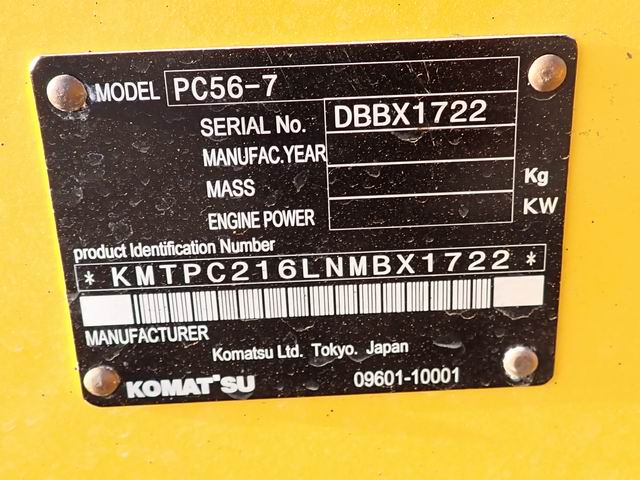 MODEL PC56-7
SERIAL No. DBBX1722
MANUFAC.YEAR
MASS Kg
ENGINE POWER KW
product Identification Number
*KMTPC216LNMBX1722*
MANUFACTURER
Komatsu Ltd. Tokyo. Japan
KOMATSU 09601-10001